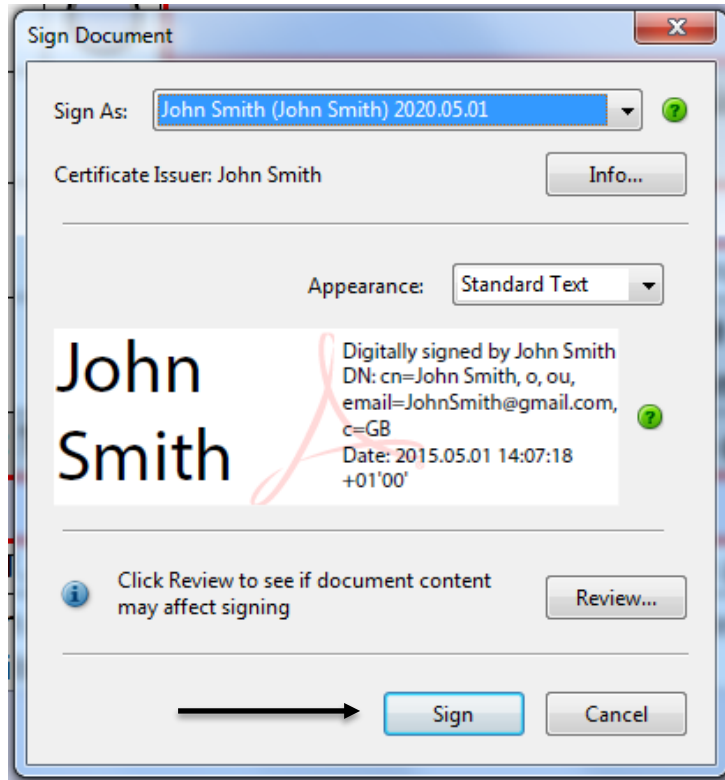 Sign Document
Sign As: John Smith (John Smith) 2020.05.01
Certificate Issuer: John Smith Info...
Appearance: Standard Text
John
Smith
Digitally signed by John Smith
DN: cn=John Smith, o, ou,
email=JohnSmith@gmail.com,
c=GB
Date: 2015.05.01 14:07:18
+01'00'
Click Review to see if document content
may affect signing
Review...
Sign Cancel